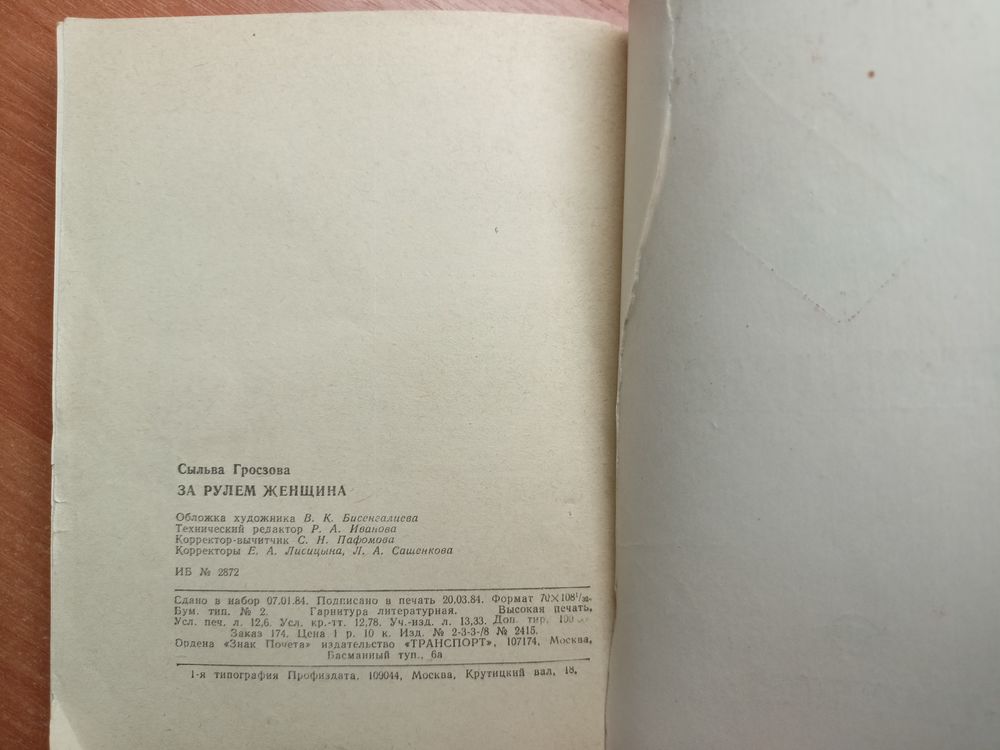 Сыльва Гросзова
ЗА РУЛЕМ ЖЕНЩИНА
Обложка художника В. К. Бисенгалиева
Технический редактор Р. А. Иванова
Корректор-вычитчик С. Н. Пафомова
Корректоры Е. А. Лисицына, Л. А. Сашенкова
ИБ № 2872
Сдано в набор 07.01.84. Подписано в печать 20.03.84. Формат 70×108¹/₃₂.
Бум. тип. № 2. Гарнитура литературная. Высокая печать.
Усл. печ. л. 12,6. Усл. кр.-тт. 12,78. Уч.-изд. л. 13,33. Доп. тир.
Заказ 174. Цена 1 р. 10 к. Изд. № 2-3-3-/8 № 2415.
Ордена «Знак Почета» издательство «ТРАНСПОРТ», 107174, Москва,
Басманный туп., 6а
1-я типография Профиздата, 109044, Москва, Крутицкий вал, 18.